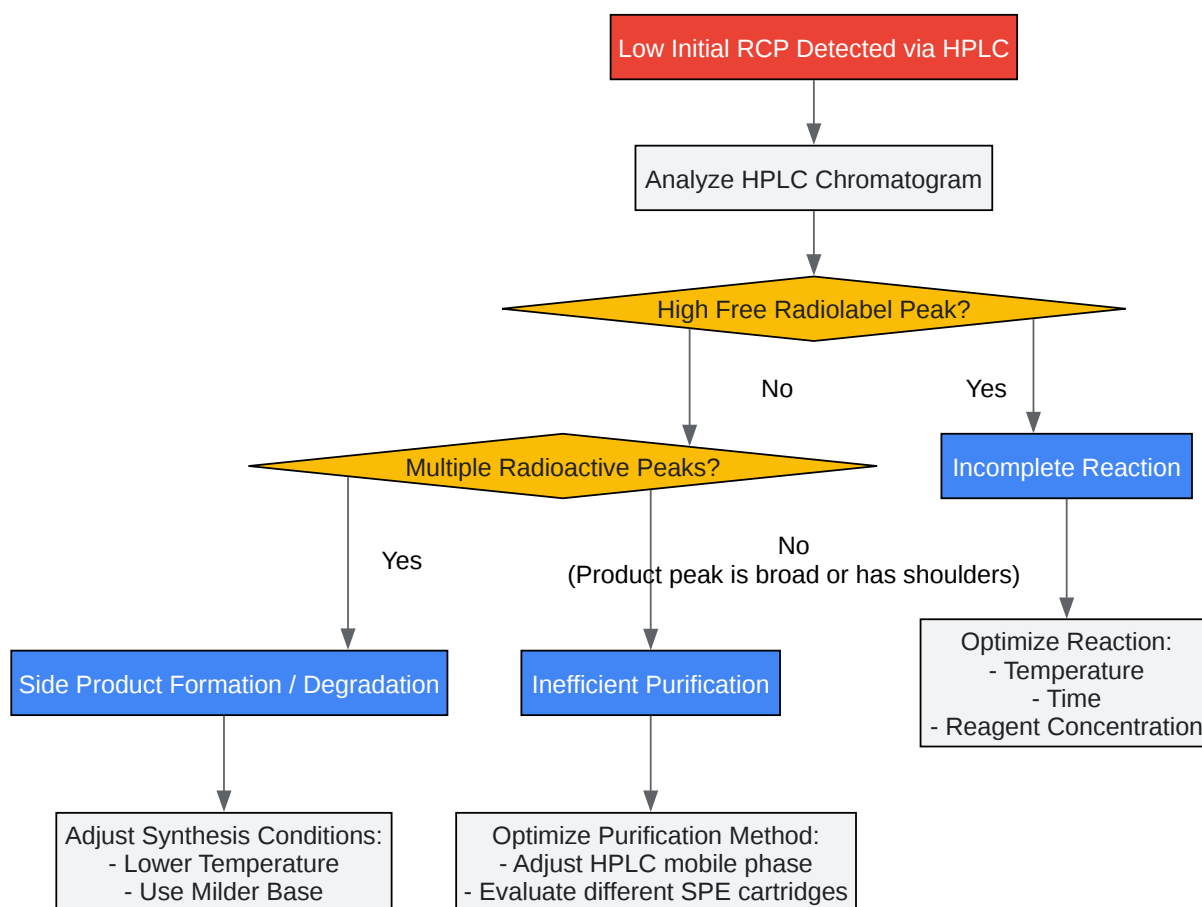 Low Initial RCP Detected via HPLC
Analyze HPLC Chromatogram
High Free Radiolabel Peak?
No
Yes
Multiple Radioactive Peaks?
Incomplete Reaction
Yes
No
(Product peak is broad or has shoulders)
Side Product Formation / Degradation
Inefficient Purification
Optimize Reaction:
- Temperature
- Time
- Reagent Concentration
Adjust Synthesis Conditions:
- Lower Temperature
- Use Milder Base
Optimize Purification Method:
- Adjust HPLC mobile phase
- Evaluate different SPE cartridges